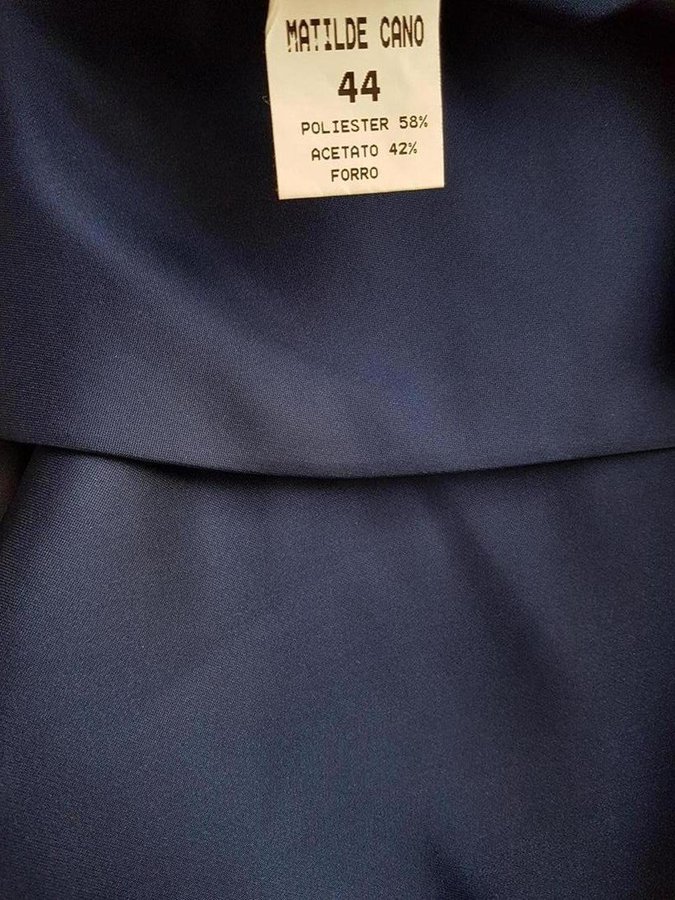 MATILDE CANO
44
POLIESTER 58%
ACETATO 42%
FORRO